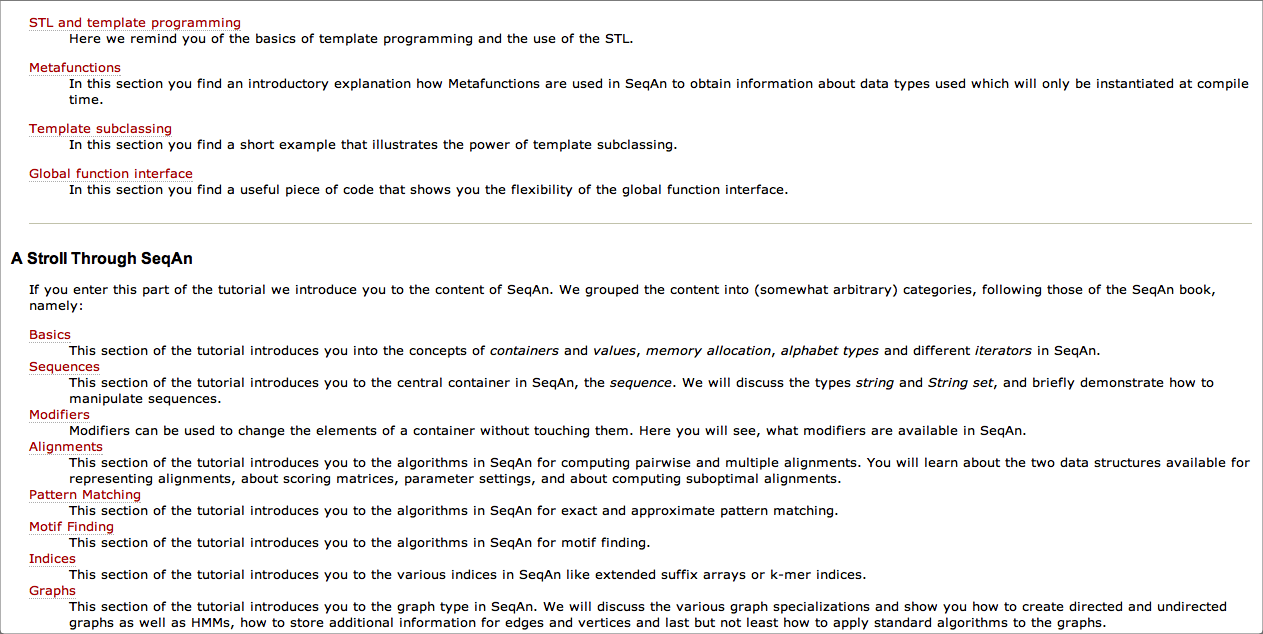 STL and template programming
Here we remind you of the basics of template programming and the use of the STL.
Metafunctions
In this section you find an introductory explanation how Metafunctions are used in SeqAn to obtain information about data types used which will only be instantiated at compile
time.
Template subclassing
In this section you find a short example that illustrates the power of template subclassing.
Global function interface
In this section you find a useful piece of code that shows you the flexibility of the global function interface.
A Stroll Through SeqAn
If you enter this part of the tutorial we introduce you to the content of SeqAn. We grouped the content into (somewhat arbitrary) categories, following those of the SeqAn book,
namely:
Basics
This section of the tutorial introduces you into the concepts of containers and values, memory allocation, alphabet types and different iterators in SeqAn.
Sequences
This section of the tutorial introduces you to the central container in SeqAn, the sequence. We will discuss the types string and String set, and briefly demonstrate how to
manipulate sequences.
Modifiers
Modifiers can be used to change the elements of a container without touching them. Here you will see, what modifiers are available in SeqAn.
Alignments
This section of the tutorial introduces you to the algorithms in SeqAn for computing pairwise and multiple alignments. You will learn about the two data structures available for
representing alignments, about scoring matrices, parameter settings, and about computing suboptimal alignments.
Pattern Matching
This section of the tutorial introduces you to the algorithms in SeqAn for exact and approximate pattern matching.
Motif Finding
This section of the tutorial introduces you to the algorithms in SeqAn for motif finding.
Indices
This section of the tutorial introduces you to the various indices in SeqAn like extended suffix arrays or k-mer indices.
Graphs
This section of the tutorial introduces you to the graph type in SeqAn. We will discuss the various graph specializations and show you how to create directed and undirected
graphs as well as HMMs, how to store additional information for edges and vertices and last but not least how to apply standard algorithms to the graphs.